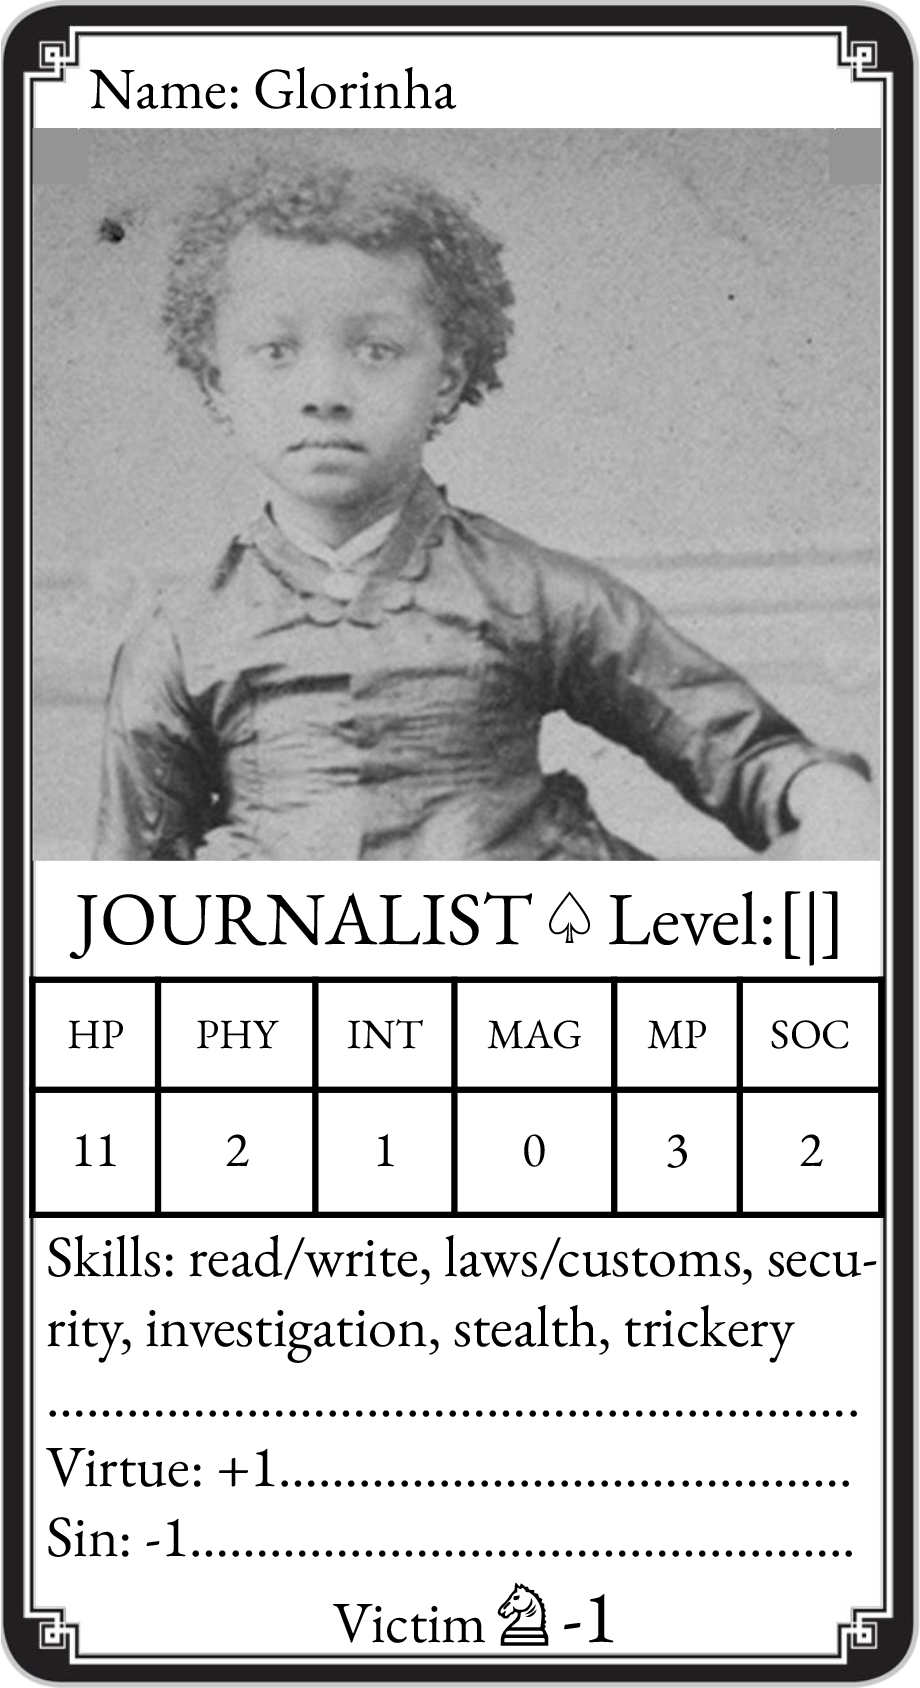 Name: Glorinha
JOURNALIST ♤ Level:[|]
HP PHY INT MAG MP SOC
11 2 1 0 3 2
Skills: read/write, laws/customs, secu-
rity, investigation, stealth, trickery
..............................................................
Virtue: +1...........................................
Sin: -1..................................................
Victim ♘ -1